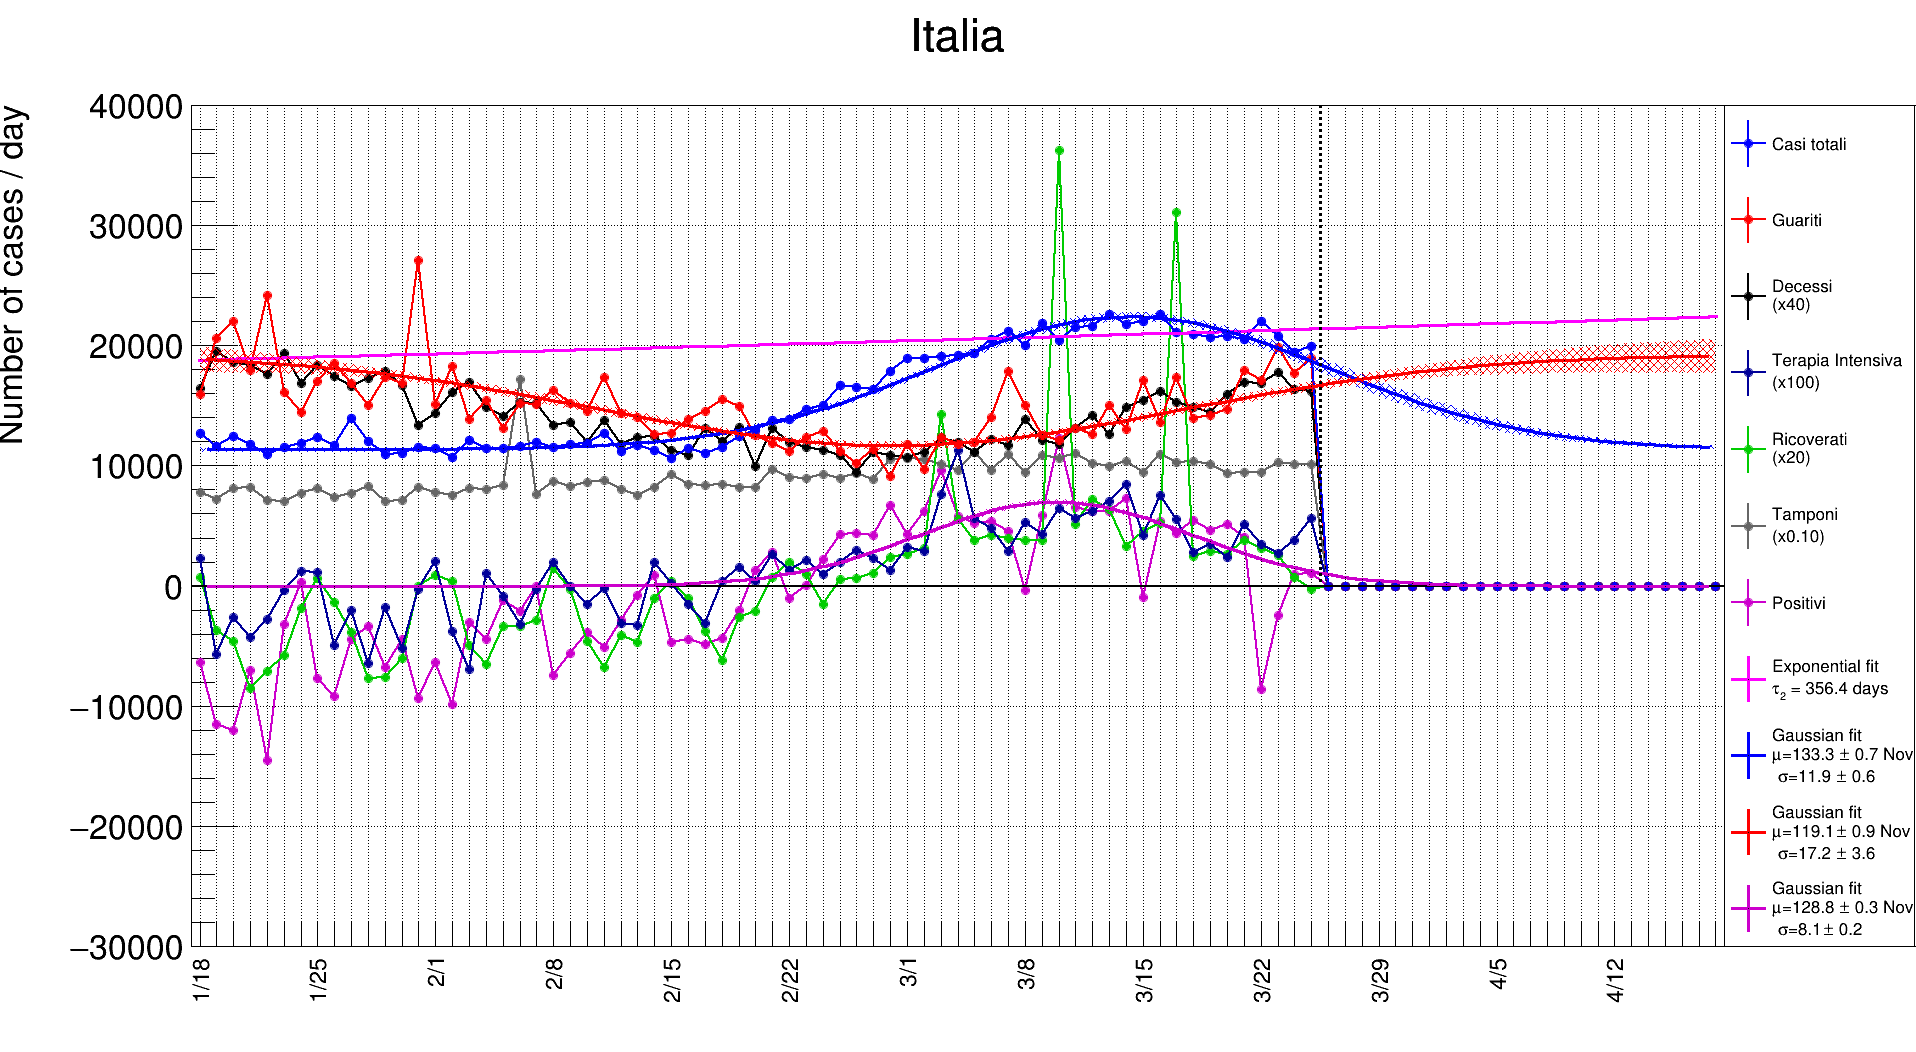 Italia
Number of cases / day
40000
30000
20000
10000
0
−10000
−20000
−30000
1/18
1/25
2/1
2/8
2/15
2/22
3/1
3/8
3/15
3/22
3/29
4/5
4/12
Casi totali
Guariti
Decessi
(x40)
Terapia Intensiva
(x100)
Ricoverati
(x20)
Tamponi
(x0.10)
Positivi
Exponential fit
τ₂ = 356.4 days
Gaussian fit
μ=133.3 ± 0.7 Nov
σ=11.9 ± 0.6
Gaussian fit
μ=119.1 ± 0.9 Nov
σ=17.2 ± 3.6
Gaussian fit
μ=128.8 ± 0.3 Nov
σ=8.1 ± 0.2